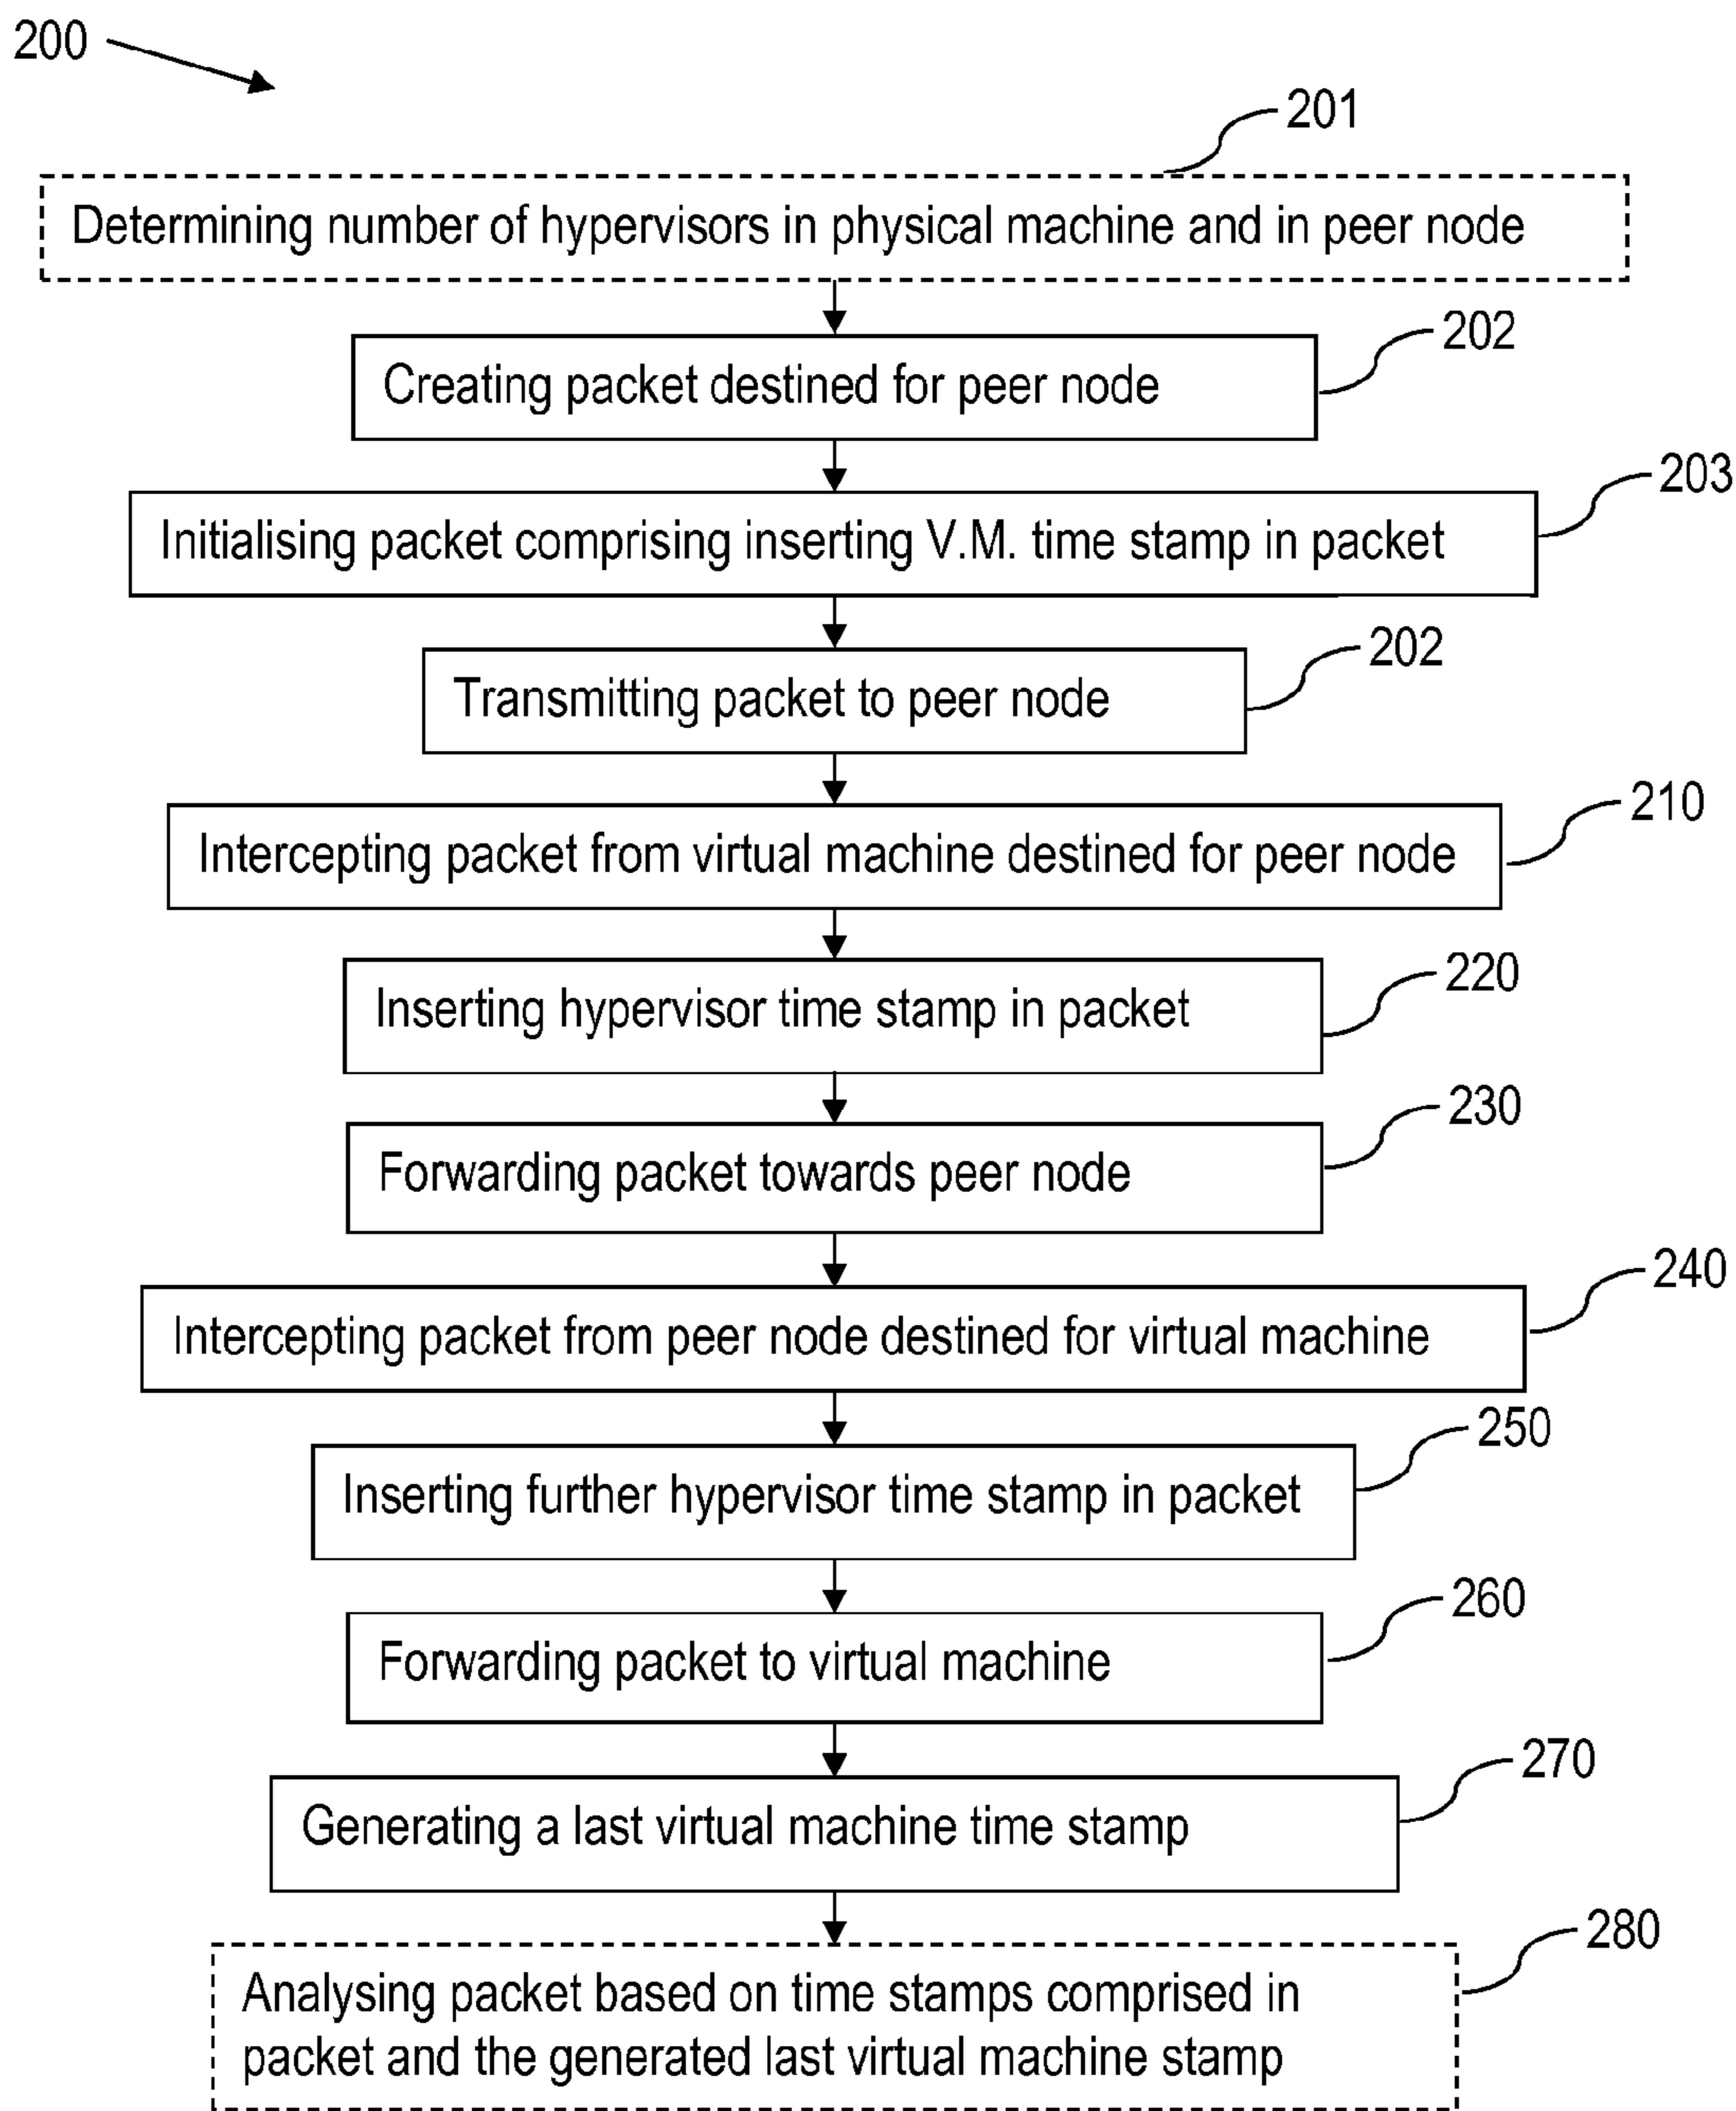 200
201
Determining number of hypervisors in physical machine and in peer node
202
Creating packet destined for peer node
203
Initialising packet comprising inserting V.M. time stamp in packet
202
Transmitting packet to peer node
210
Intercepting packet from virtual machine destined for peer node
220
Inserting hypervisor time stamp in packet
230
Forwarding packet towards peer node
240
Intercepting packet from peer node destined for virtual machine
250
Inserting further hypervisor time stamp in packet
260
Forwarding packet to virtual machine
270
Generating a last virtual machine time stamp
280
Analysing packet based on time stamps comprised in
packet and the generated last virtual machine stamp